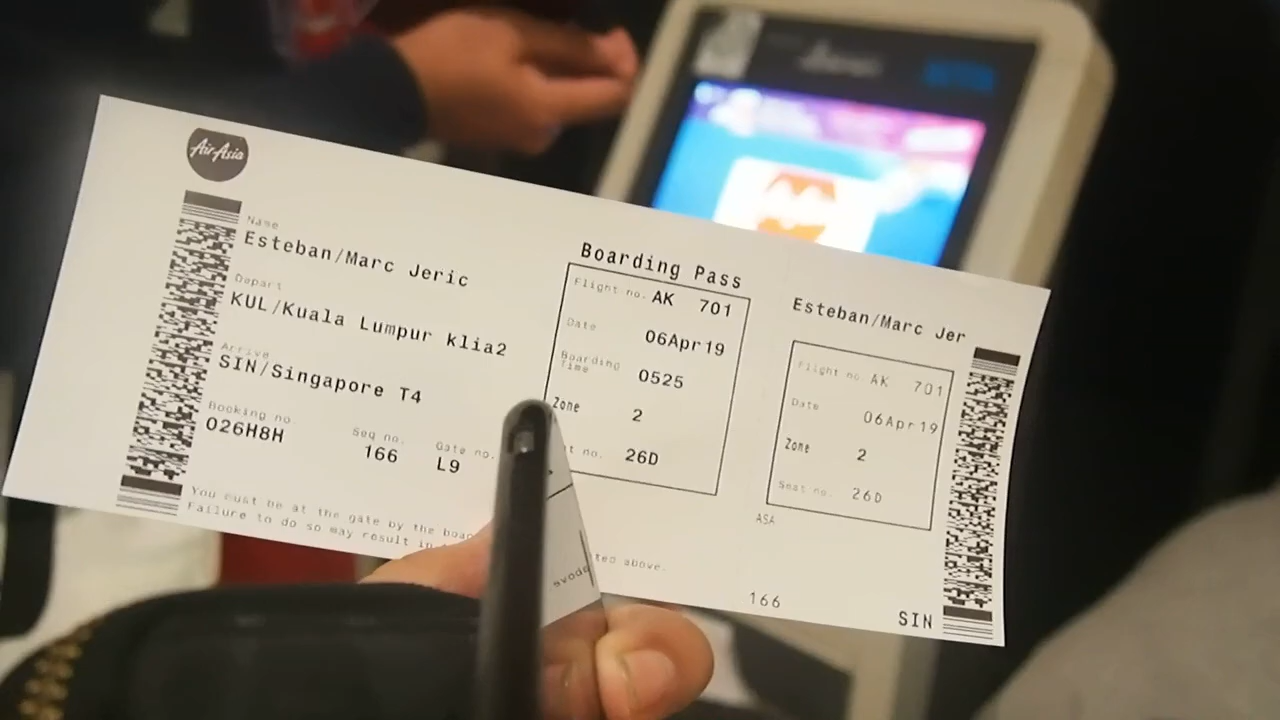 AirAsia
Name
Esteban/Marc Jeric
Depart
KUL/Kuala Lumpur klia2
Arrive
SIN/Singapore T4
Booking no.
026H8H
Seq no.
166
Gate no.
L9
You must be at the gate by the
Failure to do so may result in
above.
Boarding Pass
Flight no. AK 701
Date 06Apr19
Boarding Time 0525
Zone 2
no. 26D
Esteban/Marc Jer
Flight no. AK 701
Date 06Apr19
Zone 2
Seat no. 26D
ASA
166
SIN